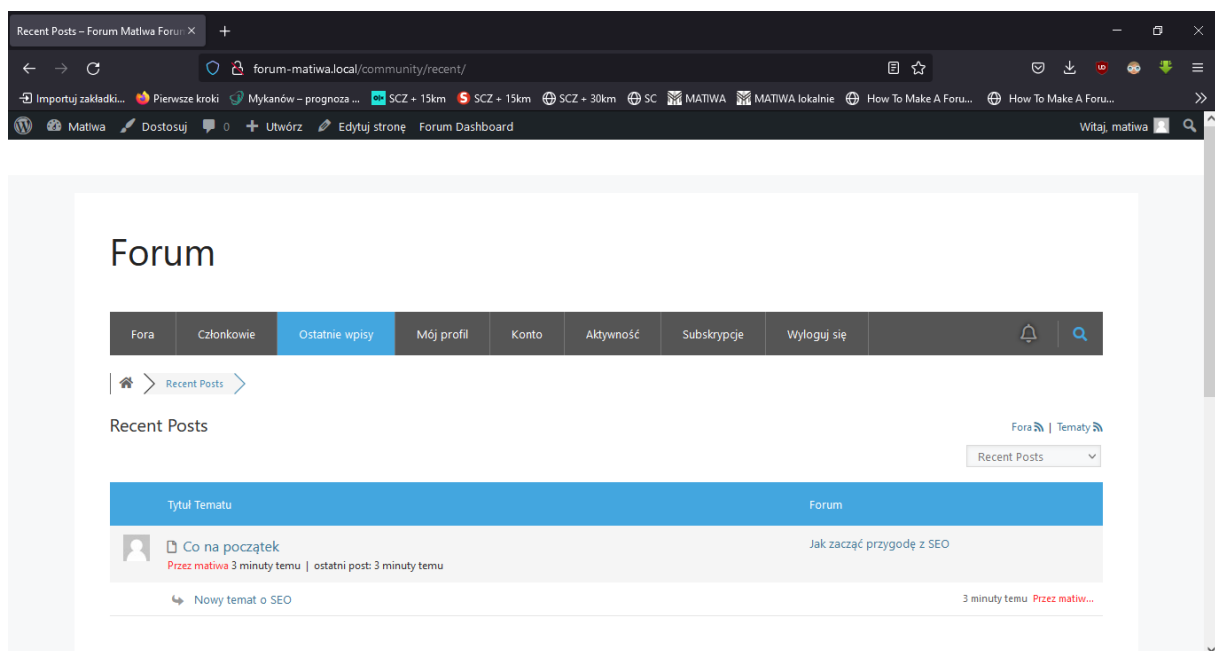 Recent Posts – Forum MatIwa Forun
forum-matiwa.local/community/recent/
Importuj zakładki... Pierwsze kroki Mykanów – prognoza ... SCZ + 15km SCZ + 15km SCZ + 30km SC MATIWA MATIWA lokalnie How To Make A Foru... How To Make A Foru...
Matiwa Dostosuj 0 Utwórz Edytuj stronę Forum Dashboard Witaj, matiwa
Forum
Fora Członkowie Ostatnie wpisy Mój profil Konto Aktywność Subskrypcje Wyloguj się
Recent Posts
Recent Posts Fora | Tematy
Recent Posts
Tytuł Tematu Forum
Co na początek Jak zacząć przygodę z SEO
Przez matiwa 3 minuty temu | ostatni post: 3 minuty temu
Nowy temat o SEO 3 minuty temu Przez matiw...